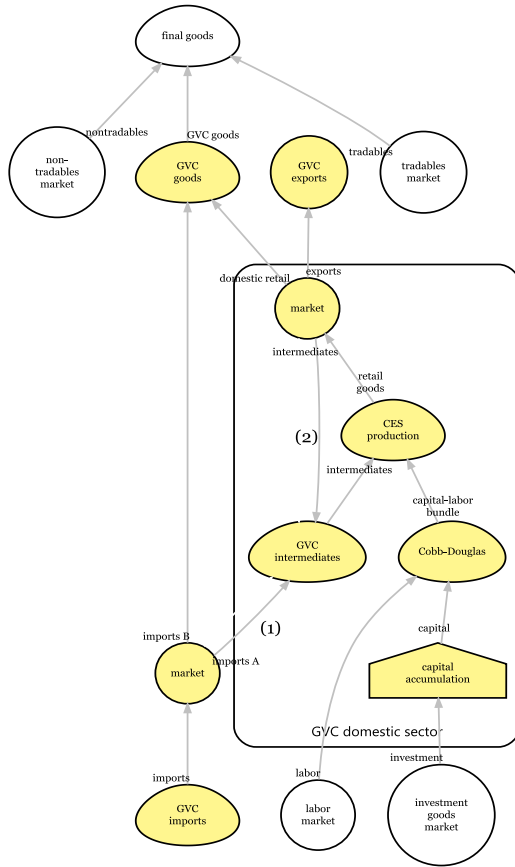 final goods
nontradables
GVC goods
tradables
non-
tradables
market
GVC
goods
GVC
exports
tradables
market
domestic retail
exports
market
intermediates
retail
goods
CES
production
(2)
intermediates
capital-labor
bundle
GVC
intermediates
Cobb-Douglas
(1)
capital
imports B
imports A
market
capital
accumulation
GVC domestic sector
investment
imports
labor
GVC
imports
labor
market
investment
goods
market